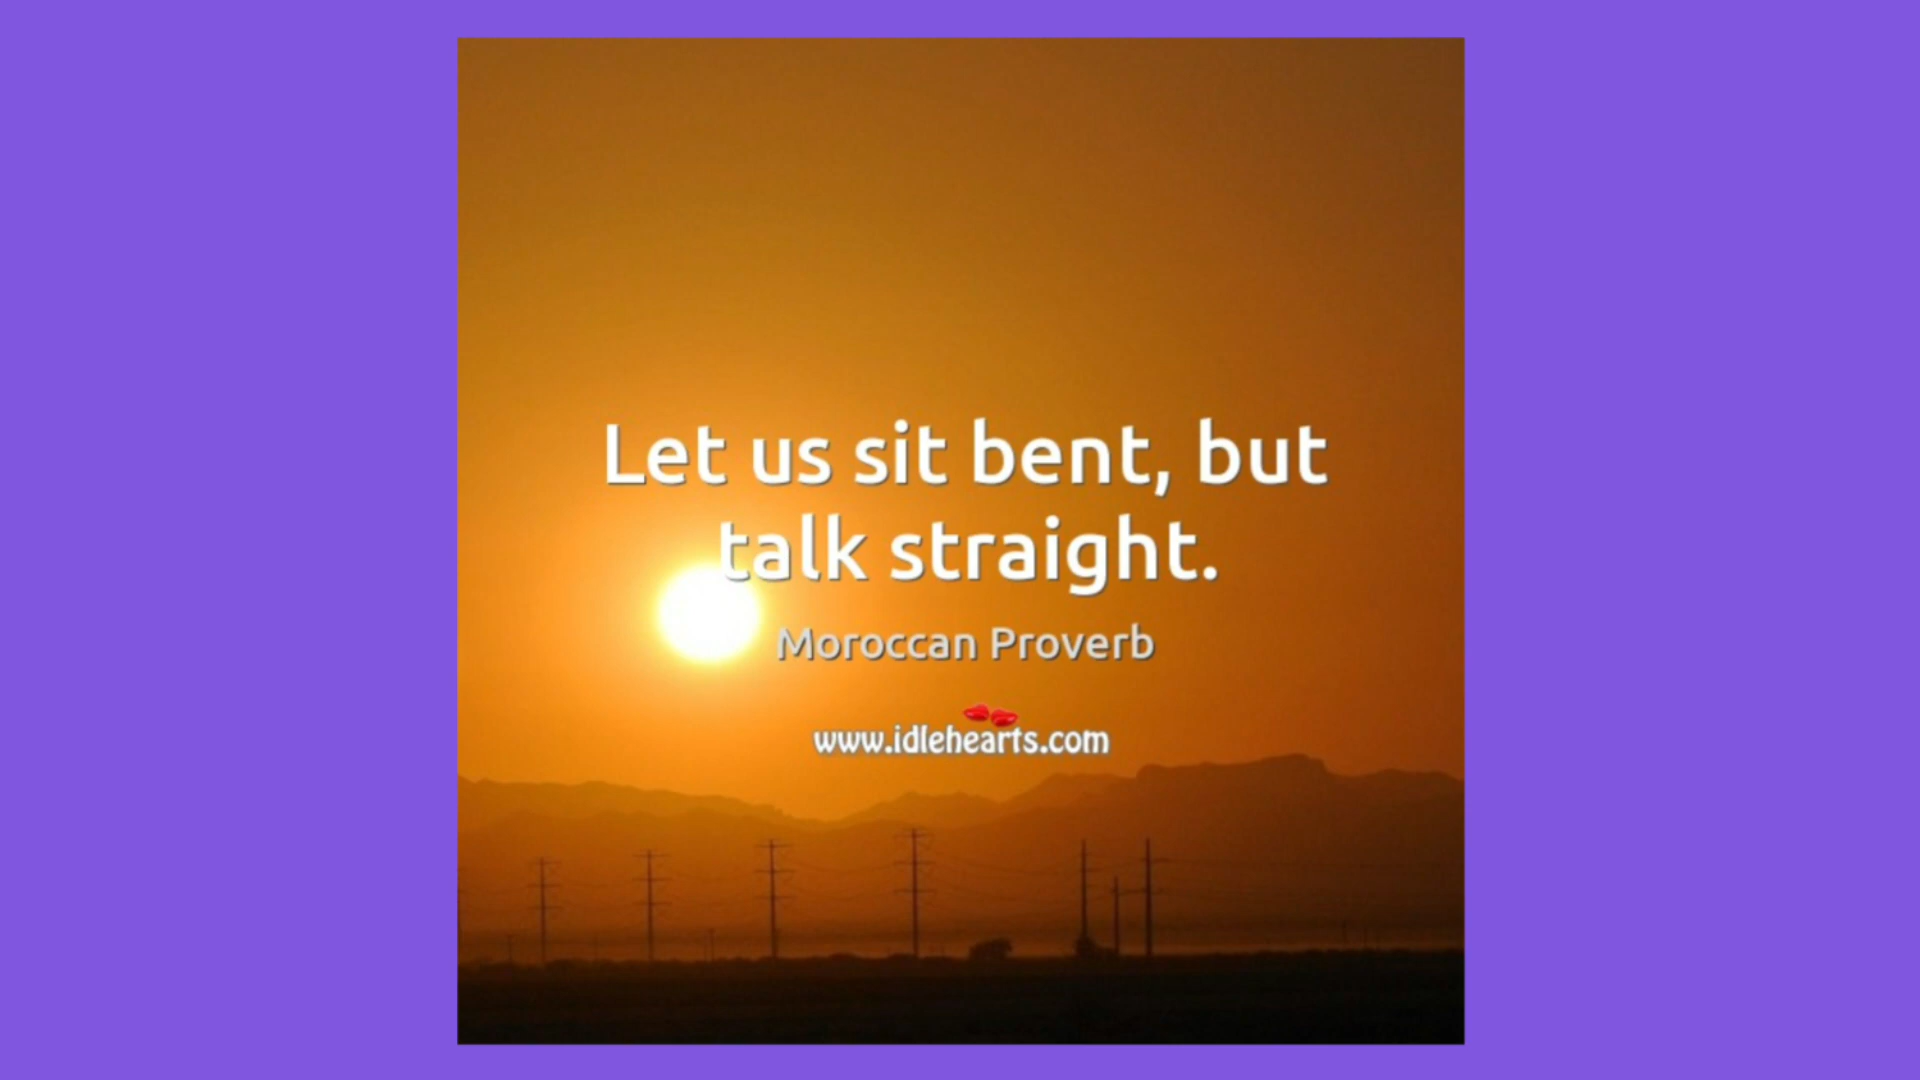 Let us sit bent, but
talk straight.
Moroccan Proverb
www.idlehearts.com